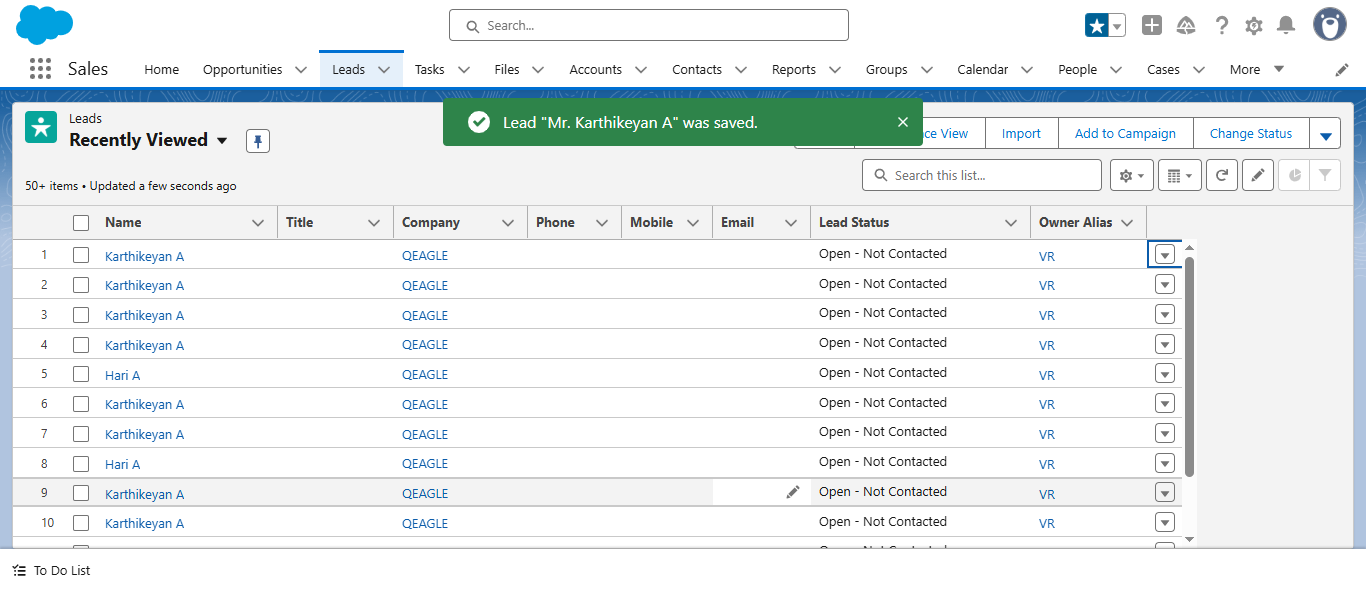 Search...
Sales
Home
Opportunities
Leads
Tasks
Files
Accounts
Contacts
Reports
Groups
Calendar
People
Cases
More
Leads
Recently Viewed
Lead "Mr. Karthikeyan A" was saved.
View
Import
Add to Campaign
Change Status
50+ items • Updated a few seconds ago
Search this list...
Name Title Company Phone Mobile Email Lead Status Owner Alias
1 Karthikeyan A QEAGLE Open - Not Contacted VR
2 Karthikeyan A QEAGLE Open - Not Contacted VR
3 Karthikeyan A QEAGLE Open - Not Contacted VR
4 Karthikeyan A QEAGLE Open - Not Contacted VR
5 Hari A QEAGLE Open - Not Contacted VR
6 Karthikeyan A QEAGLE Open - Not Contacted VR
7 Karthikeyan A QEAGLE Open - Not Contacted VR
8 Hari A QEAGLE Open - Not Contacted VR
9 Karthikeyan A QEAGLE Open - Not Contacted VR
10 Karthikeyan A QEAGLE Open - Not Contacted VR
To Do List